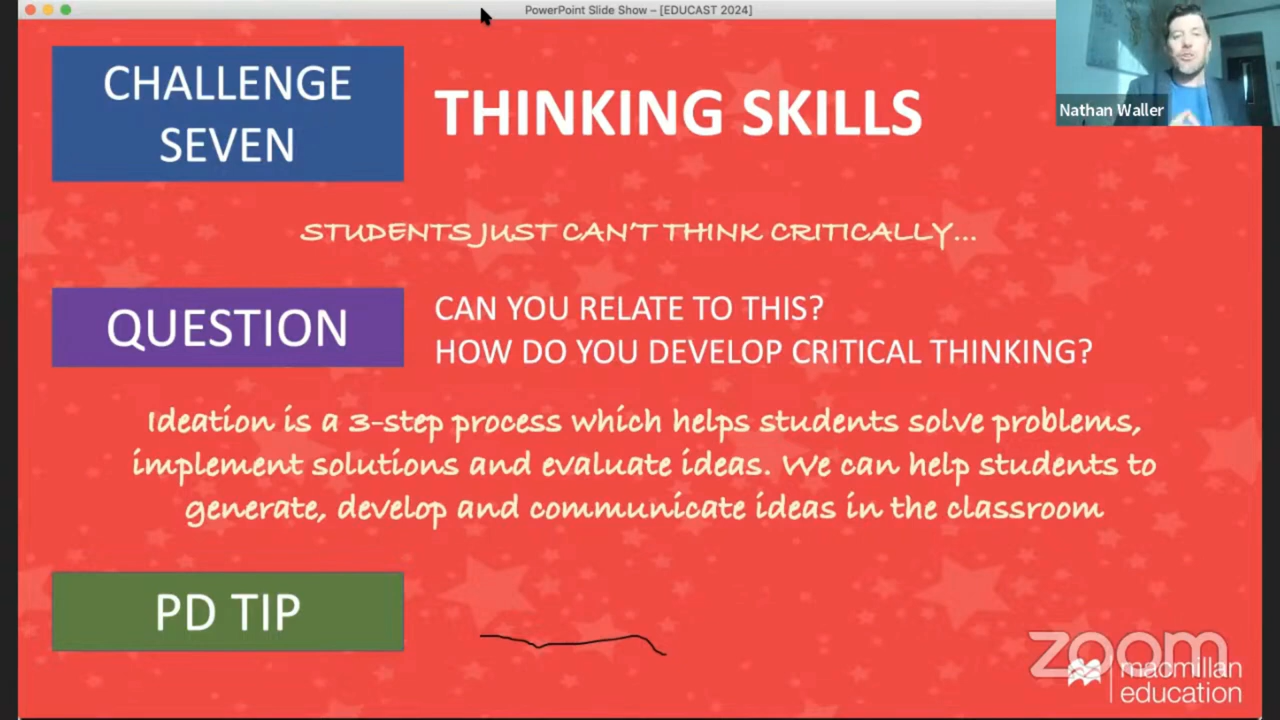 PowerPoint Slide Show – [EDUCAST 2024]
CHALLENGE
SEVEN
THINKING SKILLS
Nathan Waller
STUDENTS JUST CAN'T THINK CRITICALLY...
QUESTION
CAN YOU RELATE TO THIS?
HOW DO YOU DEVELOP CRITICAL THINKING?
Ideation is a 3-step process which helps students solve problems,
implement solutions and evaluate ideas. We can help students to
generate, develop and communicate ideas in the classroom
PD TIP
zoom
macmillan
education